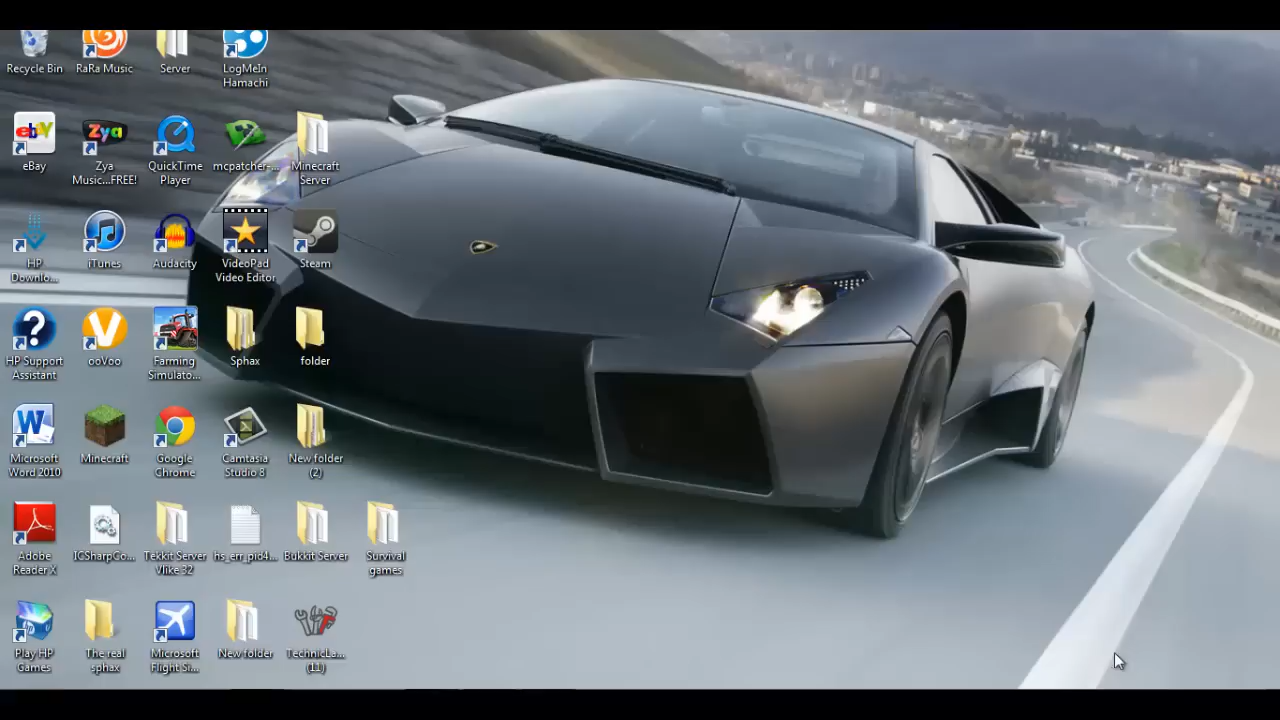 Recycle Bin
RaRa Music
Server
LogMeIn
Hamachi
eBay
Zya
Music...FREE!
QuickTime
Player
mcpatcher-...
Minecraft
Server
HP
Downlo...
iTunes
Audacity
VideoPad
Video Editor
Steam
HP Support
Assistant
ooVoo
Farming
Simulato...
Sphax
folder
Microsoft
Word 2010
Minecraft
Google
Chrome
Camtasia
Studio 8
New folder
(2)
Adobe
Reader X
ICSharpCo...
Tekkit Server
Vlike 32
hs_err_pid4...
Bukkit Server
Survival
games
Play HP
Games
The real
sphax
Microsoft
Flight Si...
New folder
TechnicLa...
(11)